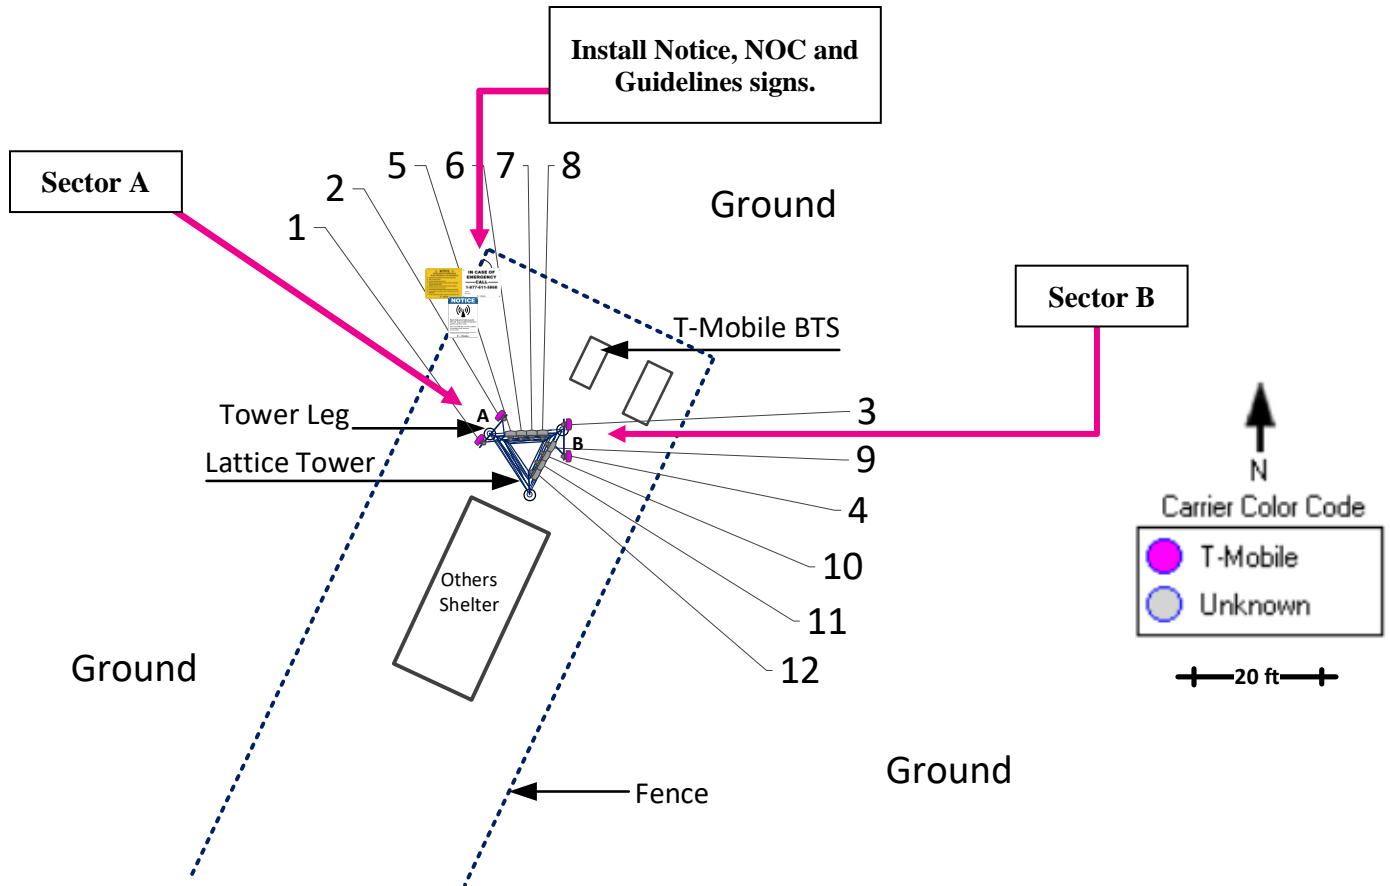 Install Notice, NOC and
Guidelines signs.
Sector A
5
6
7
8
2
1
Ground
IN CASE OF
EMERGENCY
CALL
NOTICE
Sector B
T-Mobile BTS
Tower Leg
A
3
B
9
Lattice Tower
4
10
11
12
Others
Shelter
Ground
Ground
Fence
N
Carrier Color Code
T-Mobile
Unknown
20 ft